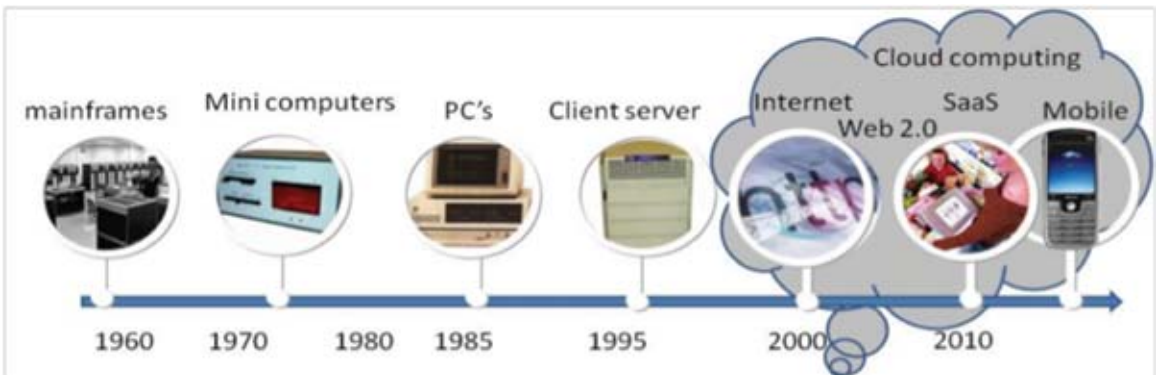 Cloud computing
mainframes
Mini computers
PC's
Client server
Internet
SaaS
Mobile
Web 2.0
1960
1970
1980
1985
1995
2000
2010